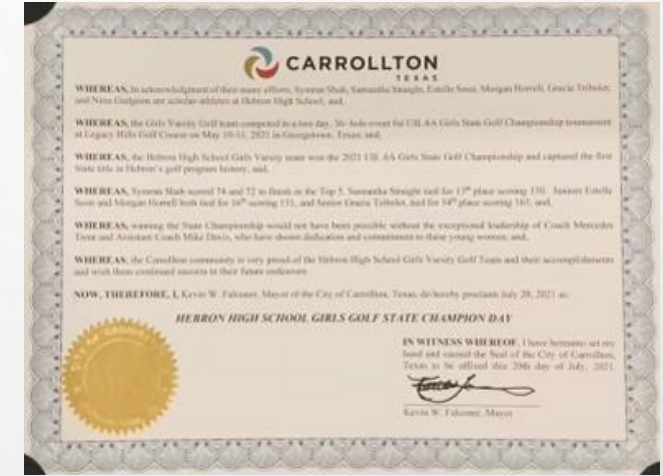 CARROLLTON
TEXAS
WHEREAS, In acknowledgment of their many efforts, Symran Shah, Samantha Straight, Estelle Seon, Morgan Horrell, Gracie
and Nina are scholar-athletes at Hebron High School; and,
WHEREAS, the Girls Varsity Golf team competed in a two day, 36- hole event for UIL 6A Girls State Golf Championship tournament
at Legacy Hills Golf Course on May 10-11, 2021 in Georgetown, Texas; and,
WHEREAS, the Hebron High School Girls Varsity team won the 2021 UIL 6A Girls State Golf Championship and captured the first
State title in Hebron's golf program history; and,
WHEREAS, Symran Shah scored 74 and 72 to finish in the Top 5. Samantha Straight tied for 13th place scoring 150. Juniors Estelle
Seon and Morgan Horrell both tied for 16th scoring 151, and Senior Gracie tied for 54th place scoring 163; and,
WHEREAS, winning the State Championship would not have been possible without the exceptional leadership of Coach Mercedes
Trent and Assistant Coach Mike Davis, who have shown dedication and commitment to these young women; and,
WHEREAS, the Carrollton community is very proud of the Hebron High School Girls Varsity Golf Team and their accomplishments
and wish them continued success in their future endeavors.
NOW, THEREFORE, I, Kevin W. Falconer, Mayor of the City of Carrollton, Texas, do hereby proclaim July 20, 2021 as:
HEBRON HIGH SCHOOL GIRLS GOLF STATE CHAMPION DAY
IN WITNESS WHEREOF, I have hereunto set my
hand and caused the Seal of the City of Carrollton,
Texas to be affixed this 20th day of July, 2021.
Kevin W. Falconer, Mayor